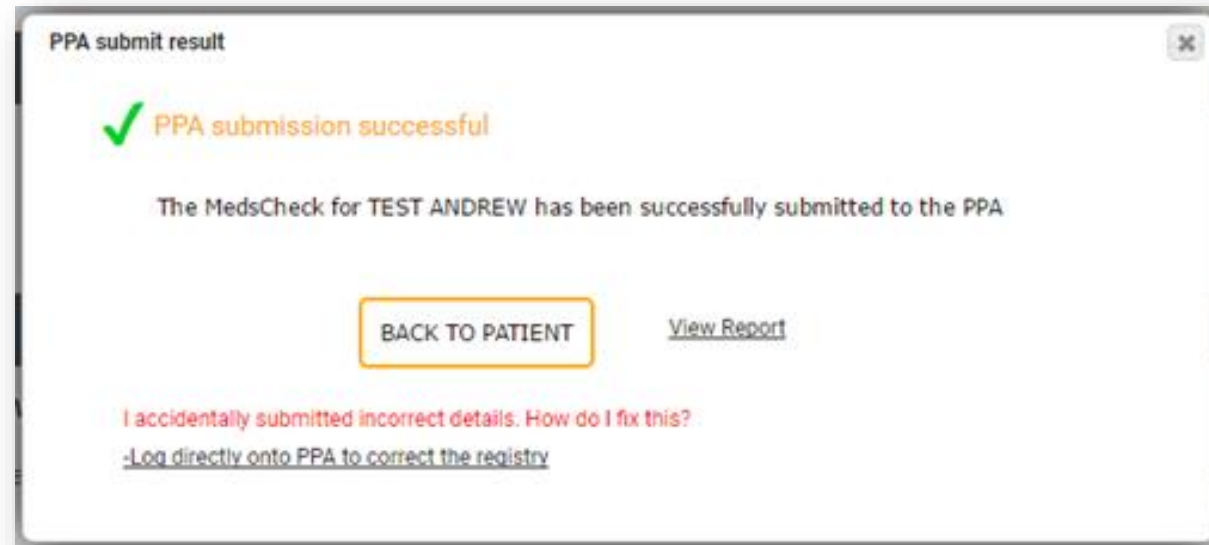 PPA submit result
PPA submission successful
The MedsCheck for TEST ANDREW has been successfully submitted to the PPA
BACK TO PATIENT
View Report
I accidentally submitted incorrect details. How do I fix this?
-Log directly onto PPA to correct the registry